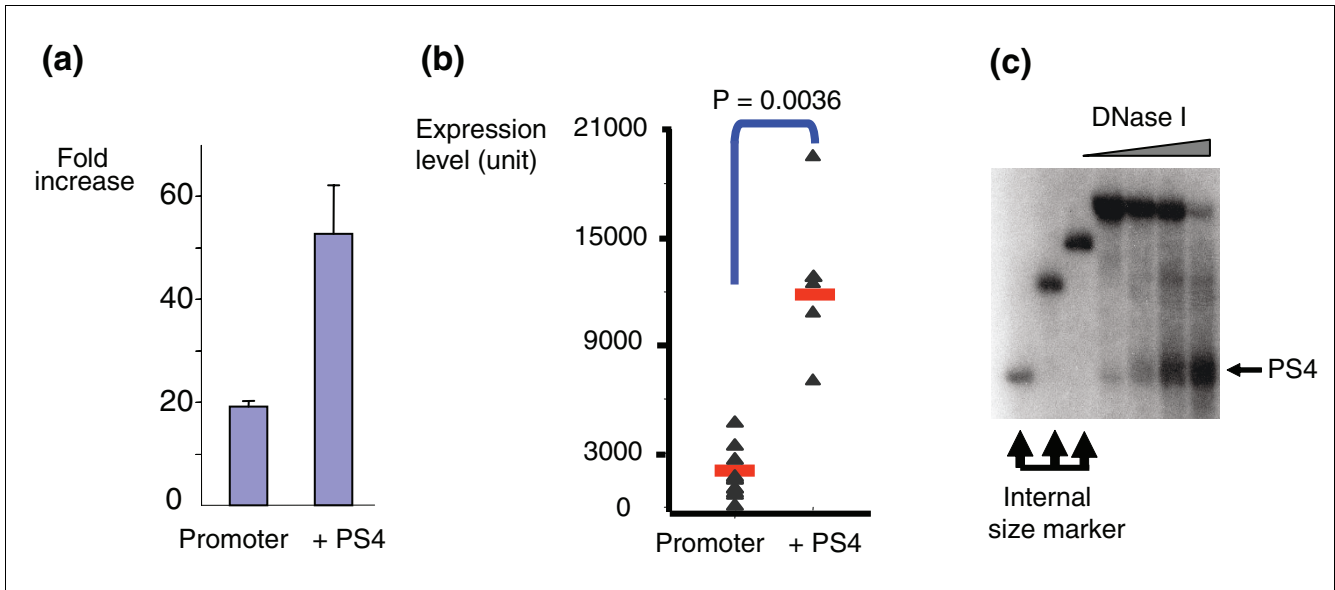 (a)
Fold
increase
60
40
20
0
Promoter + PS4
(b)
P = 0.0036
Expression
level (unit)
21000
15000
9000
3000
0
Promoter + PS4
(c)
DNase I
PS4
Internal
size marker